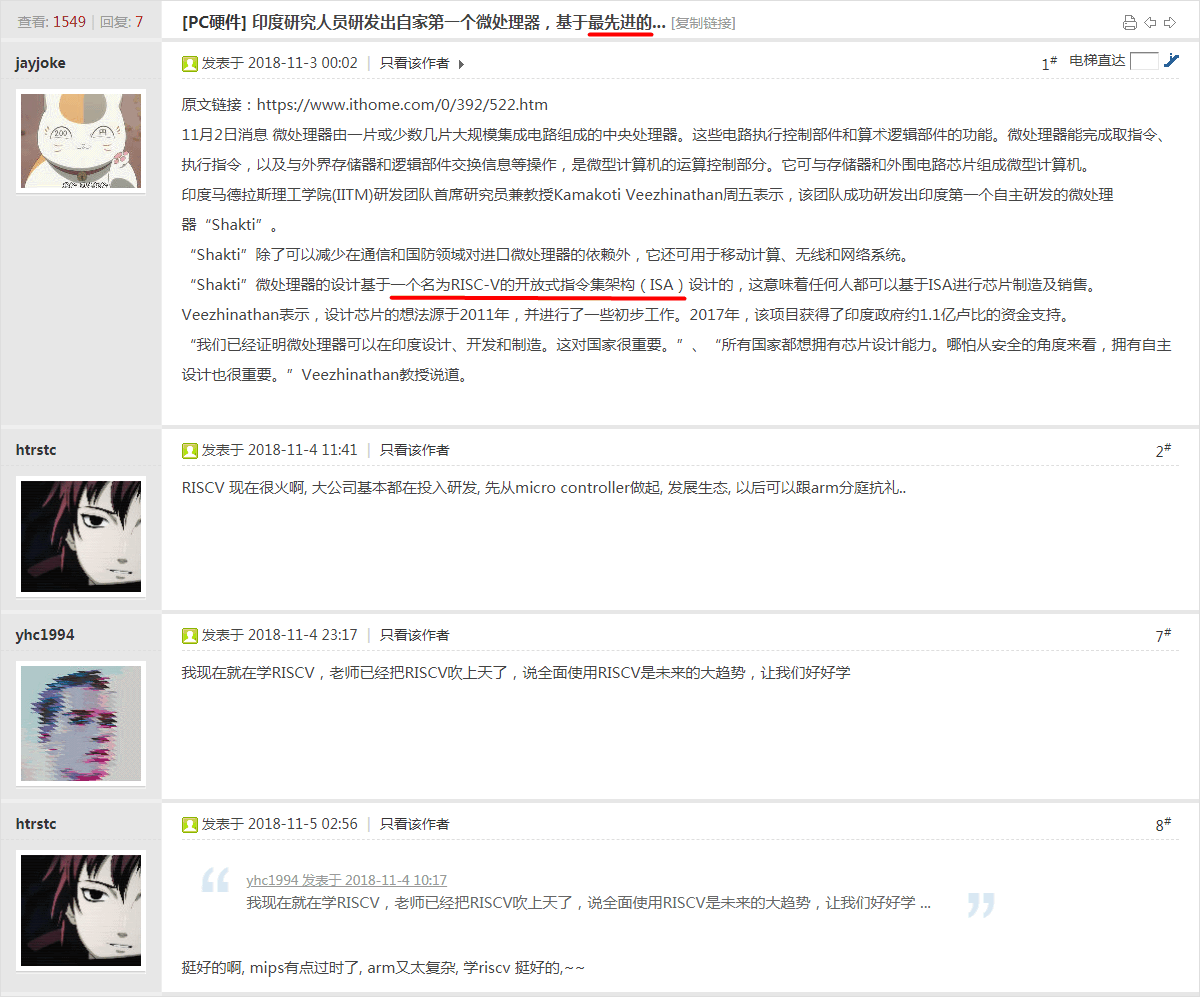 查看: 1549 | 回复: 7
[PC硬件] 印度研究人员研发出自家第一个微处理器，基于最先进的... [复制链接]
jayjoke
发表于 2018-11-3 00:02 | 只看该作者
1# 电梯直达
原文链接：https://www.ithome.com/0/392/522.htm
11月2日消息 微处理器由一片或少数几片大规模集成电路组成的中央处理器。这些电路执行控制部件和算术逻辑部件的功能。微处理器能完成取指令、
执行指令，以及与外界存储器和逻辑部件交换信息等操作，是微型计算机的运算控制部分。它可与存储器和外围电路芯片组成微型计算机。
印度马德拉斯理工学院(IITM)研发团队首席研究员兼教授Kamakoti Veezhinathan周五表示，该团队成功研发出印度第一个自主研发的微处理
器“Shakti”。
“Shakti”除了可以减少在通信和国防领域对进口微处理器的依赖外，它还可用于移动计算、无线和网络系统。
“Shakti”微处理器的设计基于一个名为RISC-V的开放式指令集架构（ISA）设计的，这意味着任何人都可以基于ISA进行芯片制造及销售。
Veezhinathan表示，设计芯片的想法源于2011年，并进行了一些初步工作。2017年，该项目获得了印度政府约1.1亿卢比的资金支持。
“我们已经证明微处理器可以在印度设计、开发和制造。这对国家很重要。”、“所有国家都想拥有芯片设计能力。哪怕从安全的角度来看，拥有自主
设计也很重要。”Veezhinathan教授说道。
htrstc
发表于 2018-11-4 11:41 | 只看该作者
2#
RISCV 现在很火啊, 大公司基本都在投入研发, 先从micro controller做起, 发展生态, 以后可以跟arm分庭抗礼..
yhc1994
发表于 2018-11-4 23:17 | 只看该作者
7#
我现在就在学RISCV，老师已经把RISCV吹上天了，说全面使用RISCV是未来的大趋势，让我们好好学
htrstc
发表于 2018-11-5 02:56 | 只看该作者
8#
yhc1994 发表于 2018-11-4 10:17
我现在就在学RISCV，老师已经把RISCV吹上天了，说全面使用RISCV是未来的大趋势，让我们好好学 ...
挺好的啊, mips有点过时了, arm又太复杂, 学riscv 挺好的,~~